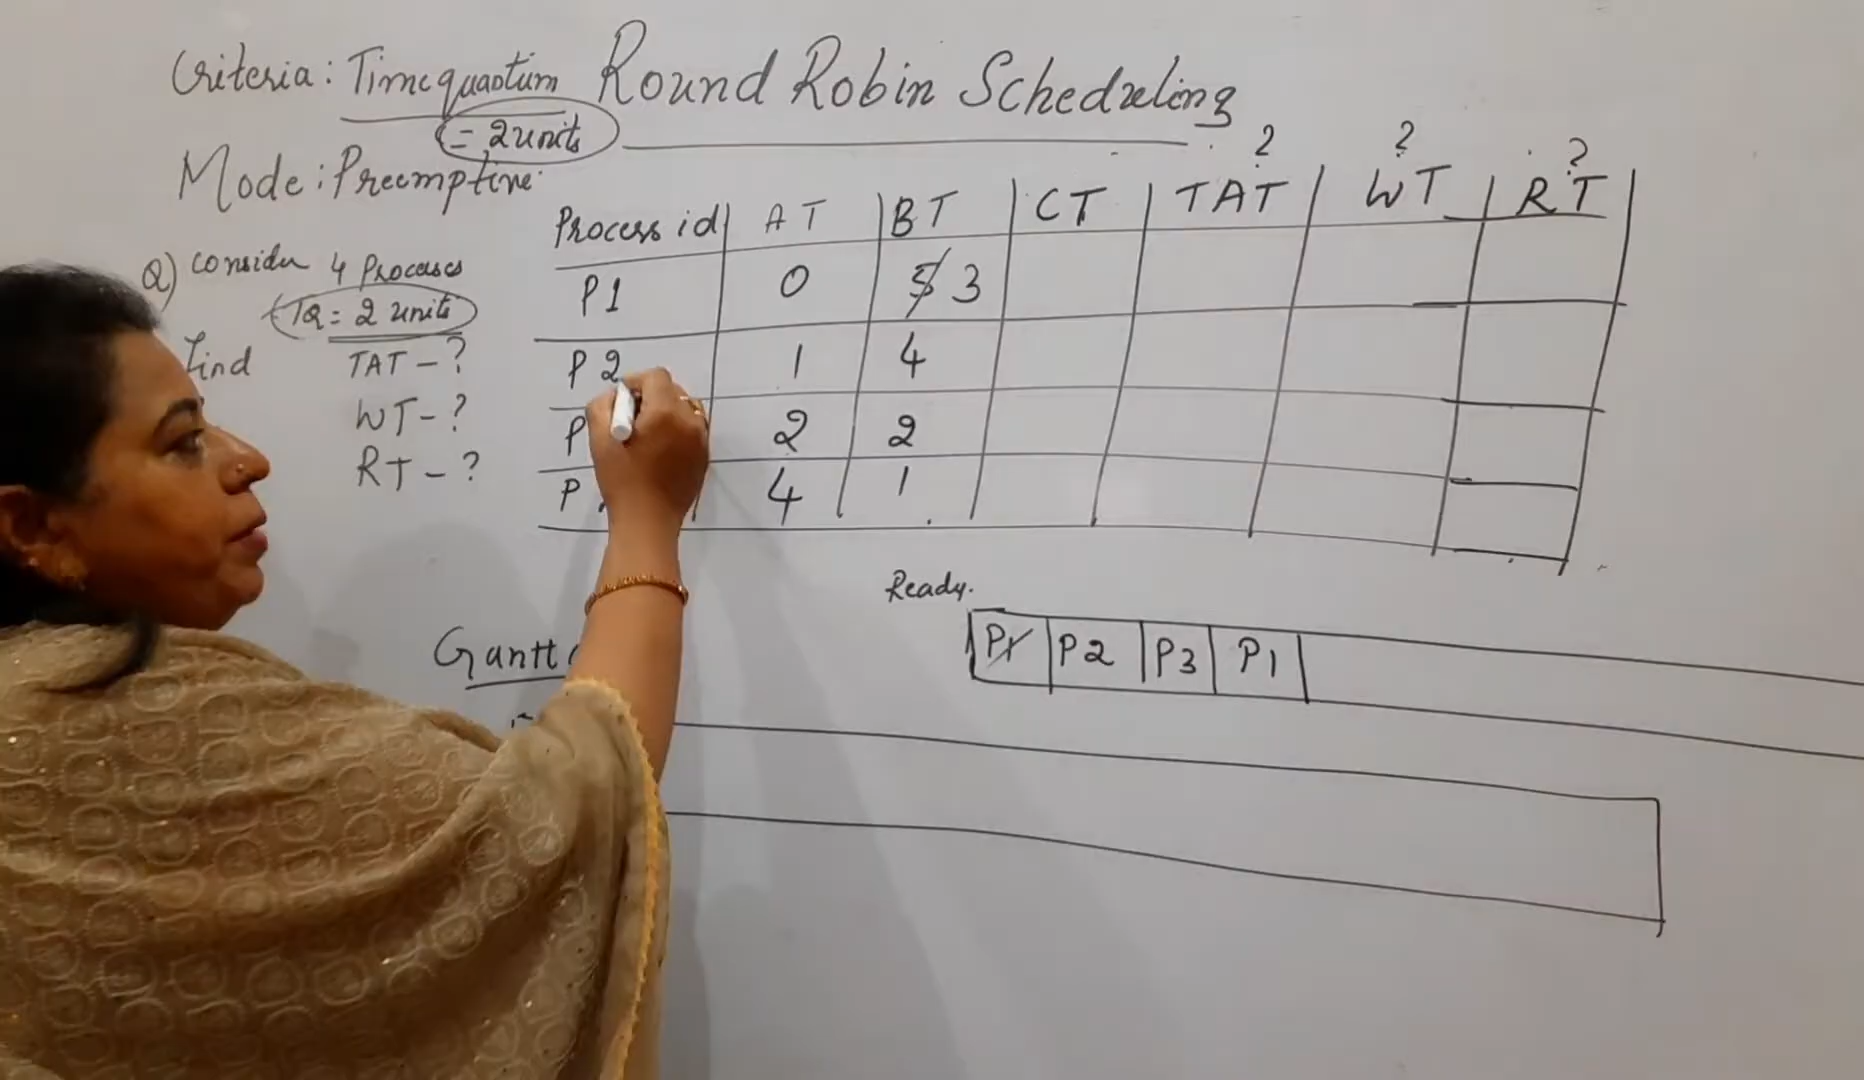 Criteria: Time quantum Round Robin Scheduling
= 2 units
Mode: Preemptive
? ? ?
Process id AT BT CT TAT WT RT
Q) Consider 4 Processes
TQ = 2 units
Find TAT - ?
WT - ?
RT - ?
P1 0 5 3
P2 1 4
P 2 2
P 4 1
Ready.
P1 P2 P3 P1
Gantt